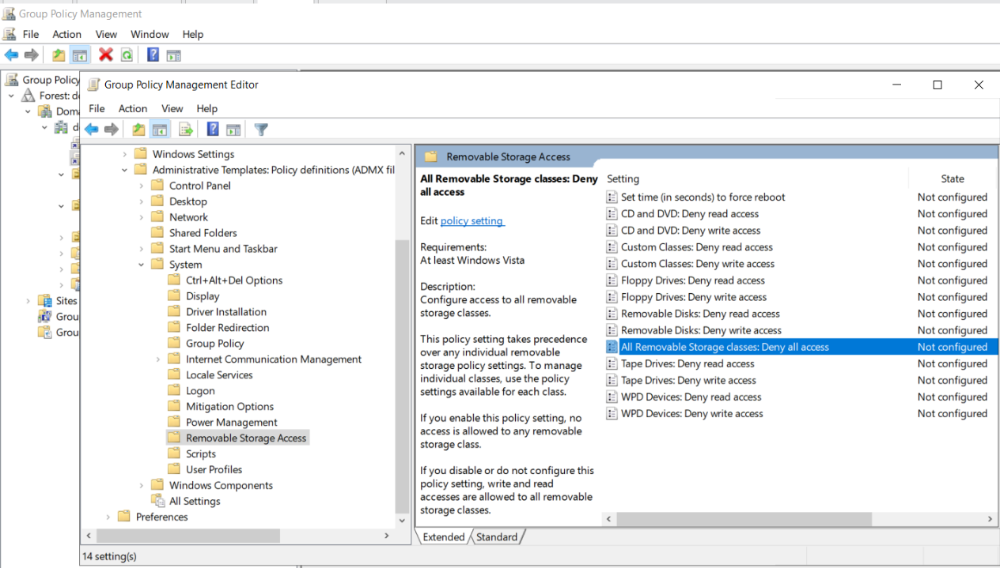 Group Policy Management
File Action View Window Help
Group Policy
Forest: d
Doma
d
Sites
Grou
Grou
Group Policy Management Editor
File Action View Help
Windows Settings
Administrative Templates: Policy definitions (ADMX fil
Control Panel
Desktop
Network
Shared Folders
Start Menu and Taskbar
System
Ctrl+Alt+Del Options
Display
Driver Installation
Folder Redirection
Group Policy
Internet Communication Management
Locale Services
Logon
Mitigation Options
Power Management
Removable Storage Access
Scripts
User Profiles
Windows Components
All Settings
Preferences
Removable Storage Access
All Removable Storage classes: Deny
all access
Edit policy setting
Requirements:
At least Windows Vista
Description:
Configure access to all removable
storage classes.
This policy setting takes precedence
over any individual removable
storage policy settings. To manage
individual classes, use the policy
settings available for each class.
If you enable this policy setting, no
access is allowed to any removable
storage class.
If you disable or do not configure this
policy setting, write and read
accesses are allowed to all removable
storage classes.
Setting State
Set time (in seconds) to force reboot Not configured
CD and DVD: Deny read access Not configured
CD and DVD: Deny write access Not configured
Custom Classes: Deny read access Not configured
Custom Classes: Deny write access Not configured
Floppy Drives: Deny read access Not configured
Floppy Drives: Deny write access Not configured
Removable Disks: Deny read access Not configured
Removable Disks: Deny write access Not configured
All Removable Storage classes: Deny all access Not configured
Tape Drives: Deny read access Not configured
Tape Drives: Deny write access Not configured
WPD Devices: Deny read access Not configured
WPD Devices: Deny write access Not configured
Extended Standard
14 setting(s)